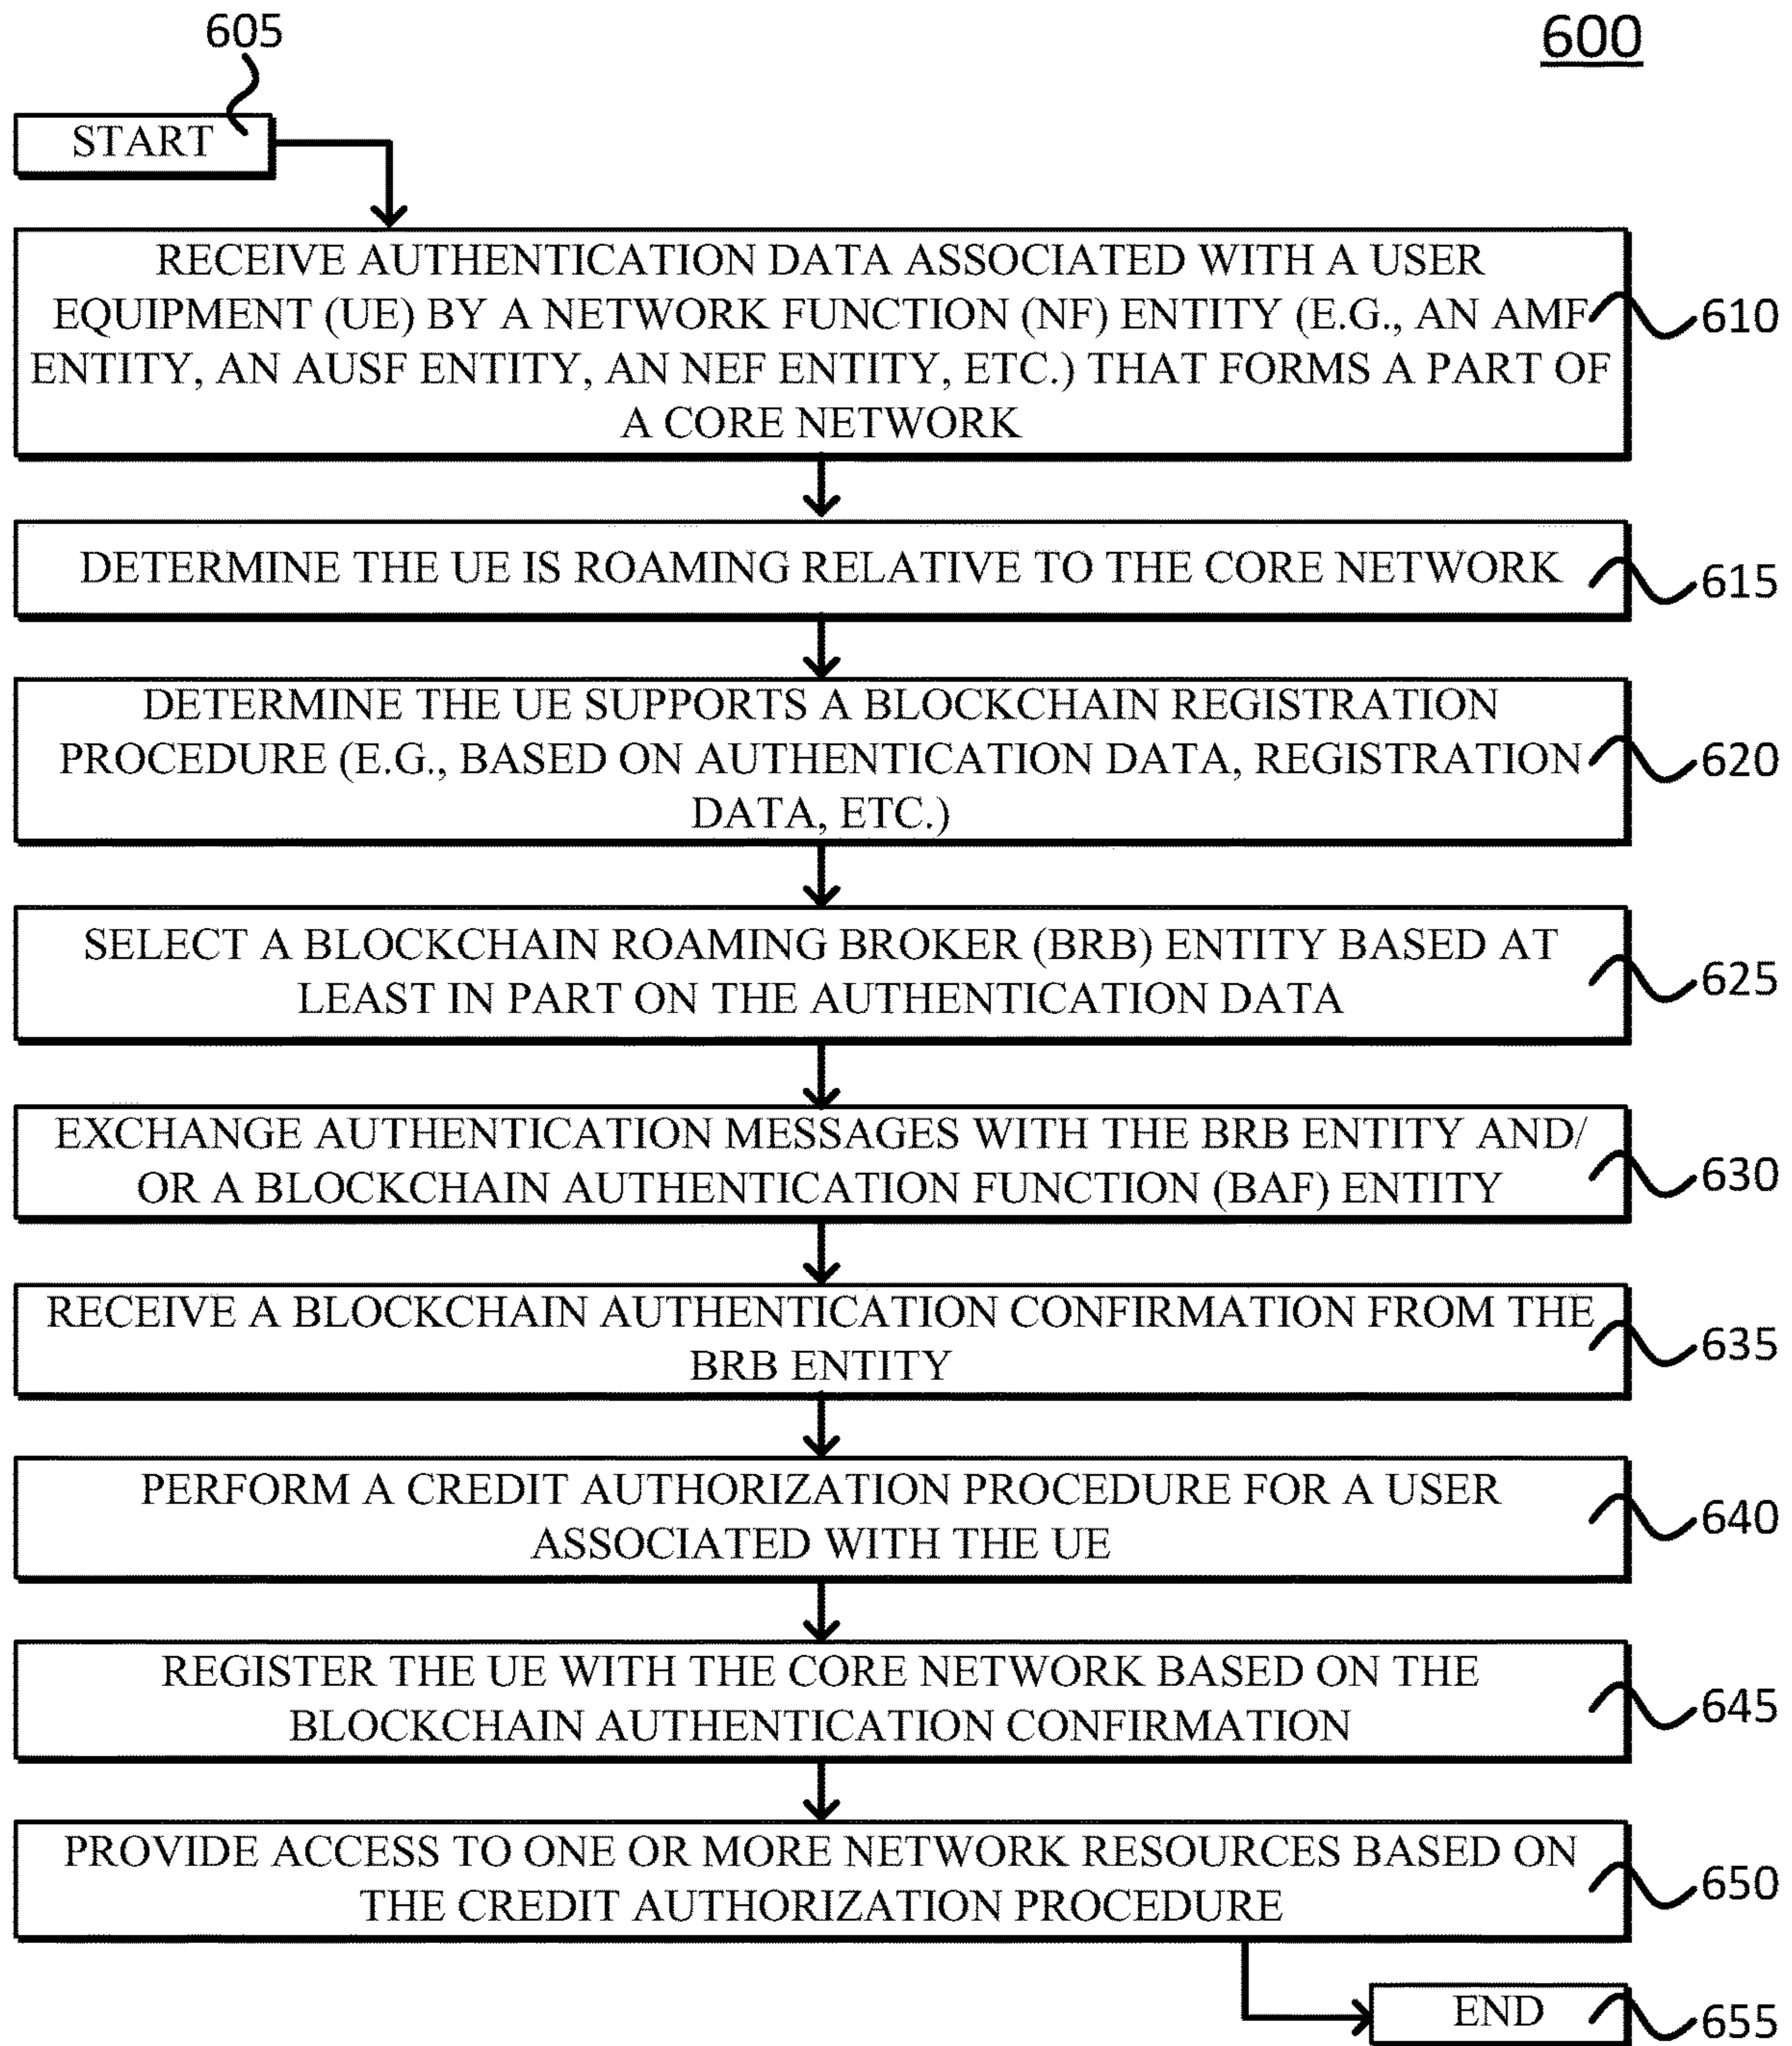 605
600
START
RECEIVE AUTHENTICATION DATA ASSOCIATED WITH A USER
EQUIPMENT (UE) BY A NETWORK FUNCTION (NF) ENTITY (E.G., AN AMF
ENTITY, AN AUSF ENTITY, AN NEF ENTITY, ETC.) THAT FORMS A PART OF
A CORE NETWORK
610
DETERMINE THE UE IS ROAMING RELATIVE TO THE CORE NETWORK
615
DETERMINE THE UE SUPPORTS A BLOCKCHAIN REGISTRATION
PROCEDURE (E.G., BASED ON AUTHENTICATION DATA, REGISTRATION
DATA, ETC.)
620
SELECT A BLOCKCHAIN ROAMING BROKER (BRB) ENTITY BASED AT
LEAST IN PART ON THE AUTHENTICATION DATA
625
EXCHANGE AUTHENTICATION MESSAGES WITH THE BRB ENTITY AND/
OR A BLOCKCHAIN AUTHENTICATION FUNCTION (BAF) ENTITY
630
RECEIVE A BLOCKCHAIN AUTHENTICATION CONFIRMATION FROM THE
BRB ENTITY
635
PERFORM A CREDIT AUTHORIZATION PROCEDURE FOR A USER
ASSOCIATED WITH THE UE
640
REGISTER THE UE WITH THE CORE NETWORK BASED ON THE
BLOCKCHAIN AUTHENTICATION CONFIRMATION
645
PROVIDE ACCESS TO ONE OR MORE NETWORK RESOURCES BASED ON
THE CREDIT AUTHORIZATION PROCEDURE
650
END
655